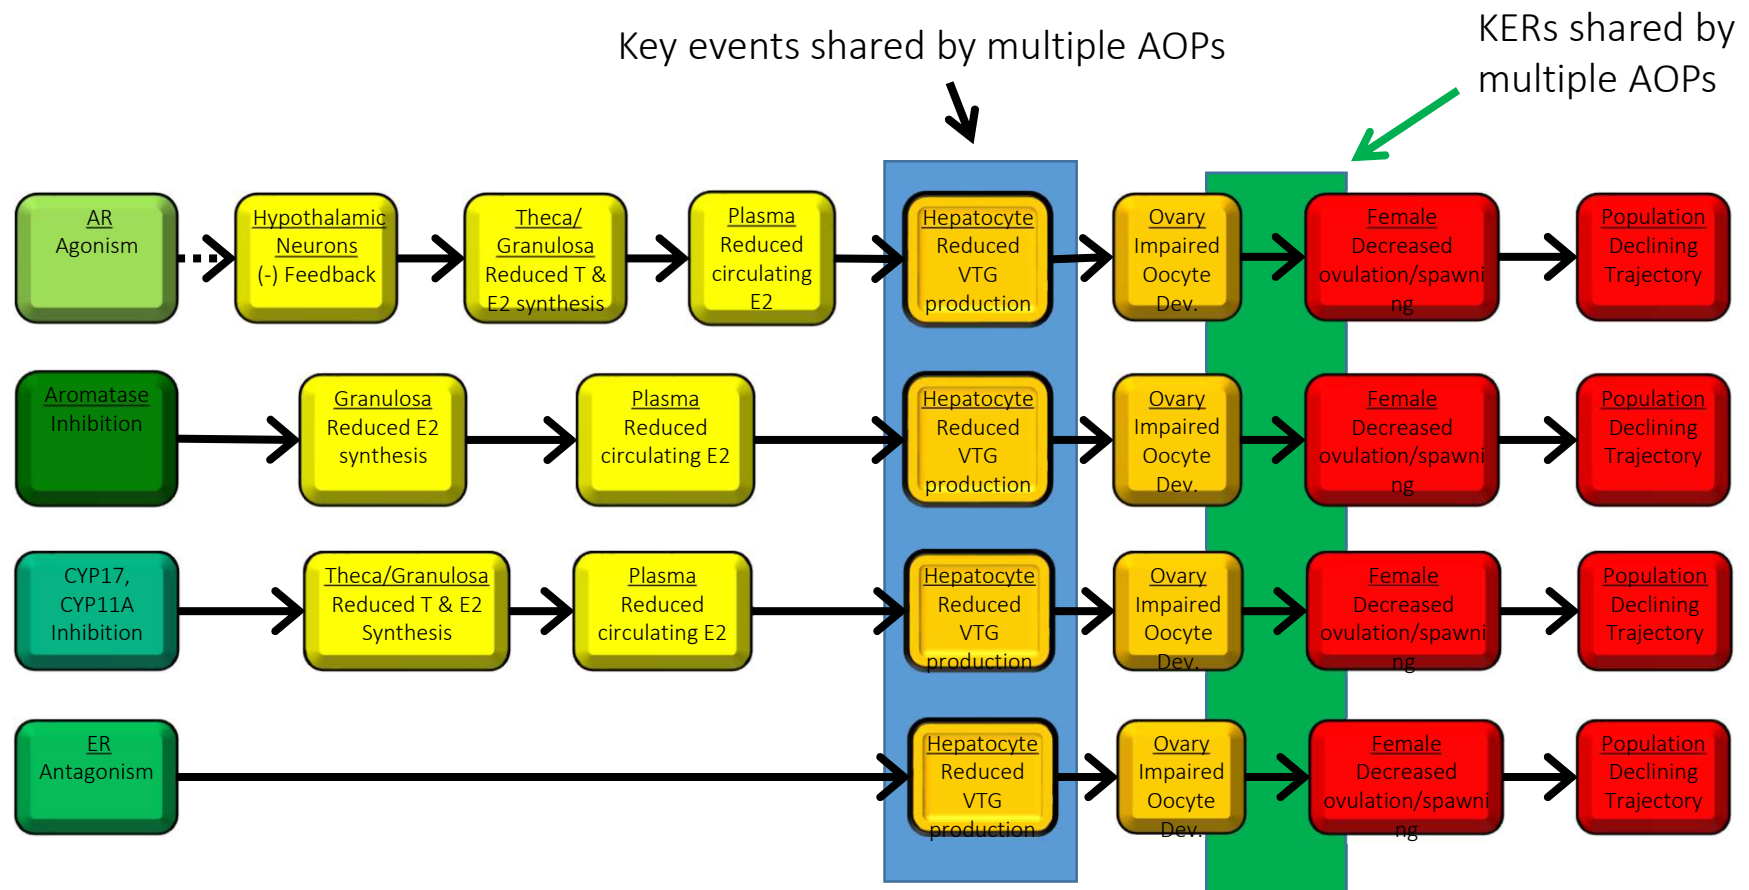 Key events shared by multiple AOPs
KERs shared by
multiple AOPs
AR
Agonism
Hypothalamic
Neurons
(-) Feedback
Theca/
Granulosa
Reduced T &
E2 synthesis
Plasma
Reduced
circulating
E2
Hepatocyte
Reduced
VTG
production
Ovary
Impaired
Oocyte
Dev.
Female
Decreased
ovulation/spawni
ng
Population
Declining
Trajectory
Aromatase
Inhibition
Granulosa
Reduced E2
synthesis
Plasma
Reduced
circulating E2
Hepatocyte
Reduced
VTG
production
Ovary
Impaired
Oocyte
Dev.
Female
Decreased
ovulation/spawni
ng
Population
Declining
Trajectory
CYP17,
CYP11A
Inhibition
Theca/Granulosa
Reduced T & E2
Synthesis
Plasma
Reduced
circulating E2
Hepatocyte
Reduced
VTG
production
Ovary
Impaired
Oocyte
Dev.
Female
Decreased
ovulation/spawni
ng
Population
Declining
Trajectory
ER
Antagonism
Hepatocyte
Reduced
VTG
production
Ovary
Impaired
Oocyte
Dev.
Female
Decreased
ovulation/spawni
ng
Population
Declining
Trajectory